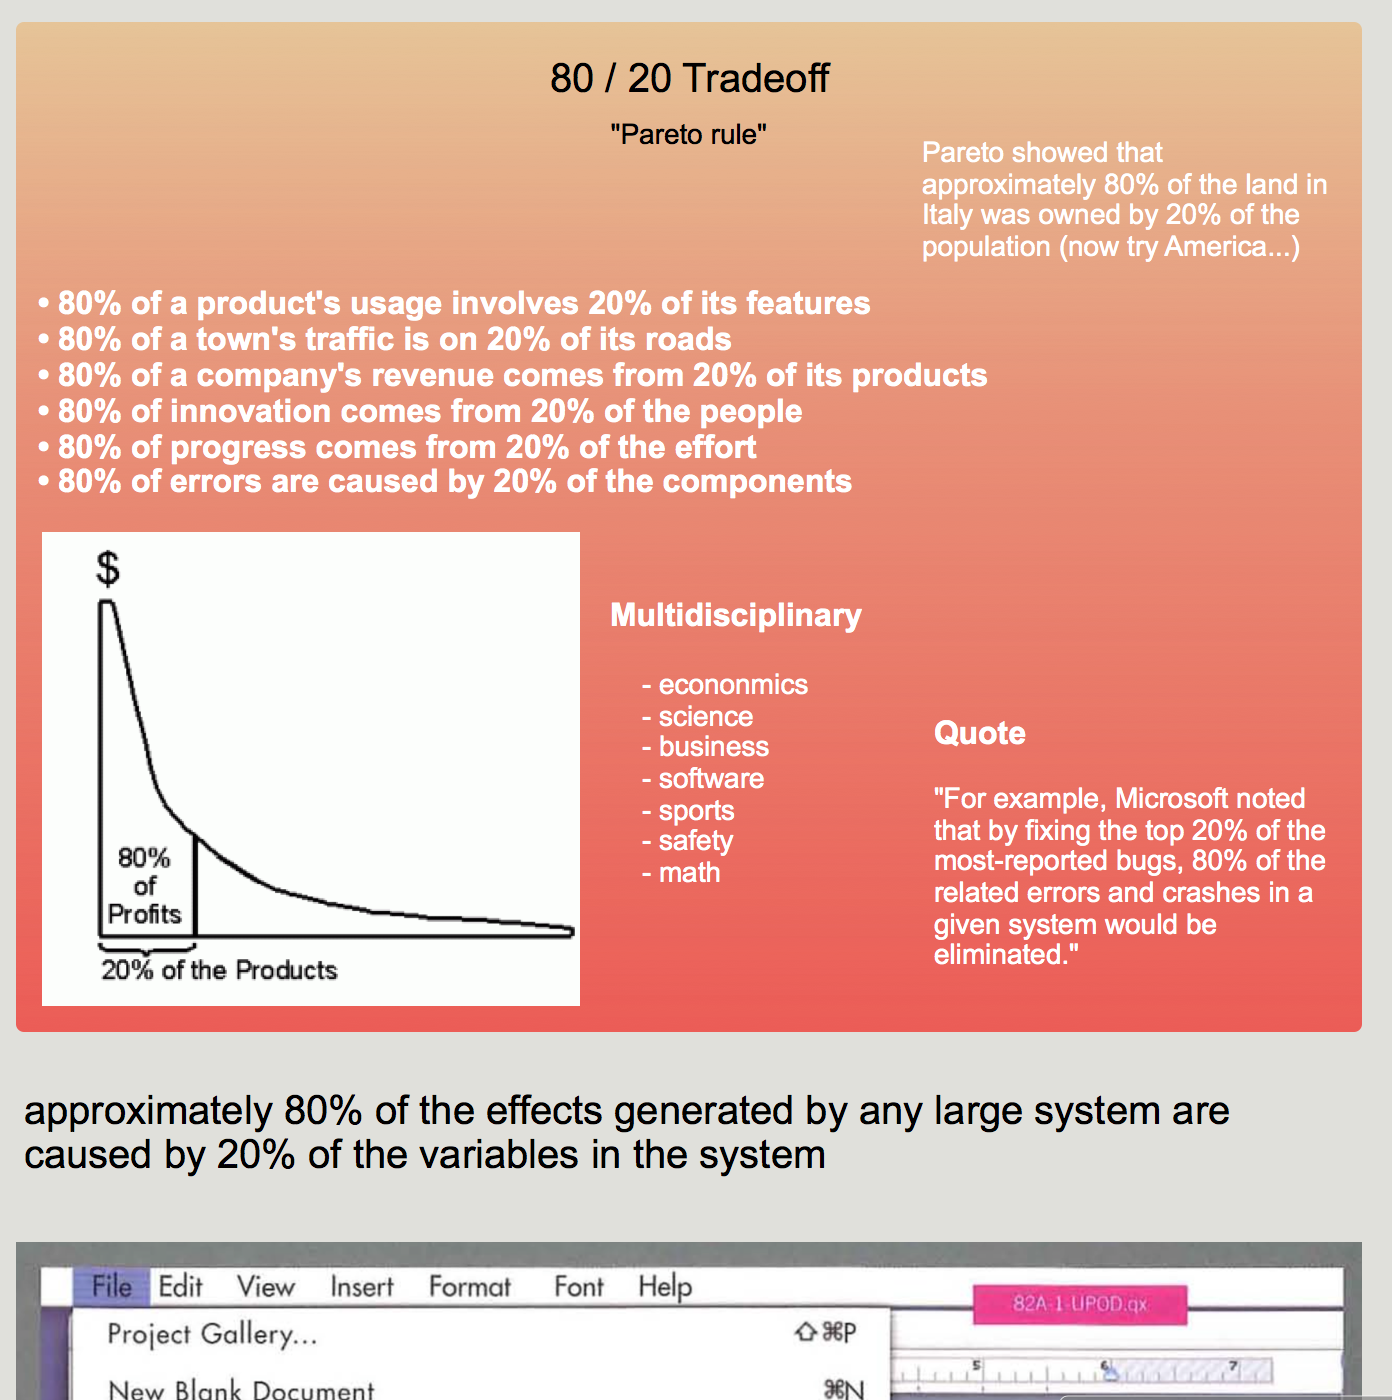 80 / 20 Tradeoff
"Pareto rule"
Pareto showed that
approximately 80% of the land in
Italy was owned by 20% of the
population (now try America...)
• 80% of a product's usage involves 20% of its features
• 80% of a town's traffic is on 20% of its roads
• 80% of a company's revenue comes from 20% of its products
• 80% of innovation comes from 20% of the people
• 80% of progress comes from 20% of the effort
• 80% of errors are caused by 20% of the components
$
80%
of
Profits
20% of the Products
Multidisciplinary
- econonmics
- science
- business
- software
- sports
- safety
- math
Quote
"For example, Microsoft noted
that by fixing the top 20% of the
most-reported bugs, 80% of the
related errors and crashes in a
given system would be
eliminated."
approximately 80% of the effects generated by any large system are
caused by 20% of the variables in the system
File Edit View Insert Format Font Help
82A-1-UPOD.qx
Project Gallery... ⇧⌘P
5 6 7
New Blank Document ⌘N